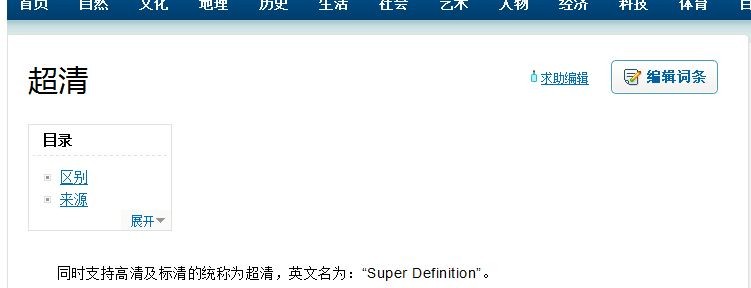 首页 自然 文化 地理 历史 生活 社会 艺术 人物 经济 科技 体育
超清
求助编辑 编辑词条
目录
区别
来源
展开
同时支持高清及标清的统称为超清，英文名为：“Super Definition”。